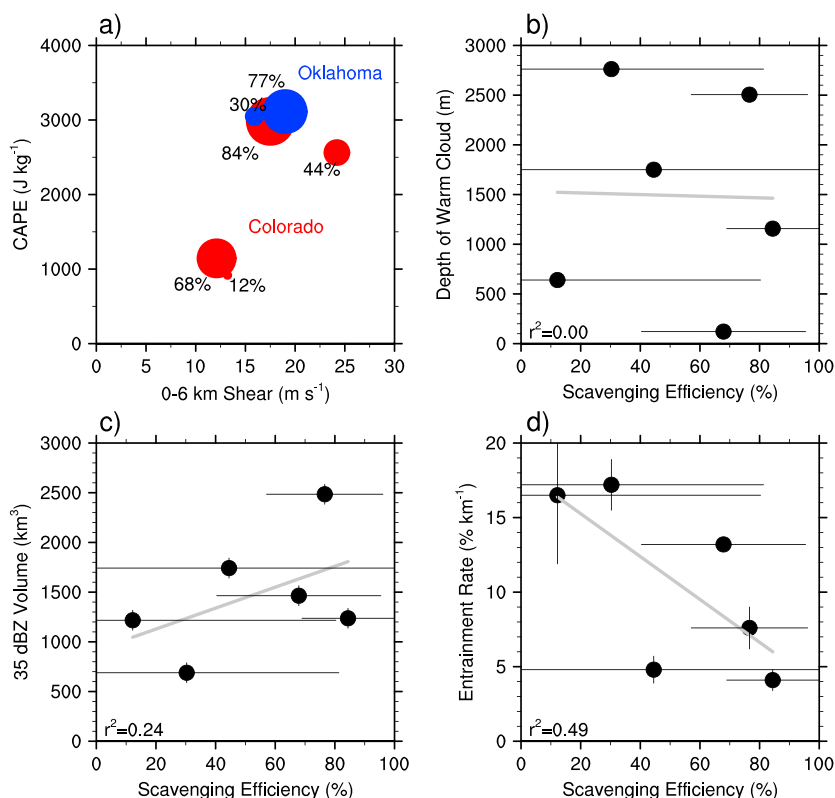 a)
CAPE (J kg⁻¹)
4000
3000
2000
1000
0
77%
Oklahoma
30%
84%
44%
Colorado
68%
12%
0 5 10 15 20 25 30
0-6 km Shear (m s⁻¹)
b)
Depth of Warm Cloud (m)
3000
2500
2000
1500
1000
500
0
r²=0.00
0 20 40 60 80 100
Scavenging Efficiency (%)
c)
35 dBZ Volume (km³)
3000
2500
2000
1500
1000
500
0
r²=0.24
0 20 40 60 80 100
Scavenging Efficiency (%)
d)
Entrainment Rate (% km⁻¹)
20
15
10
5
0
r²=0.49
0 20 40 60 80 100
Scavenging Efficiency (%)